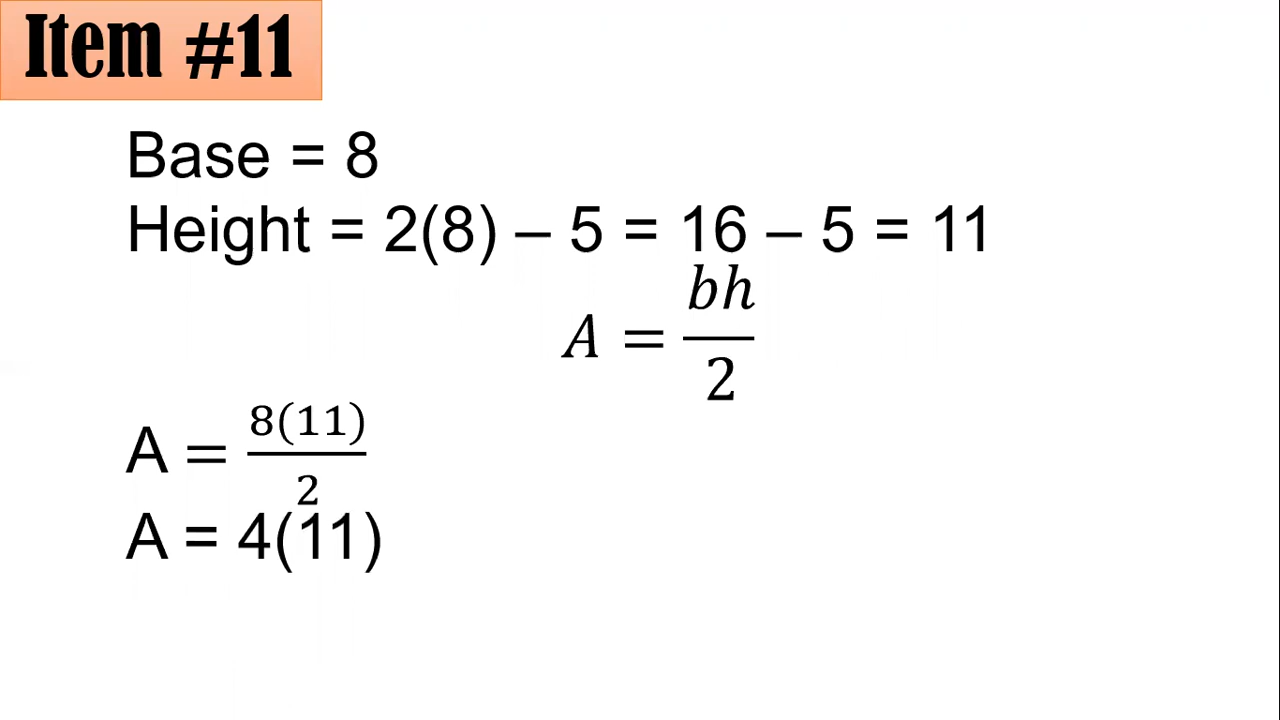 Item #11
Base = 8
Height = 2(8) – 5 = 16 – 5 = 11
A = bh/2
A = 8(11)/2
A = 4(11)